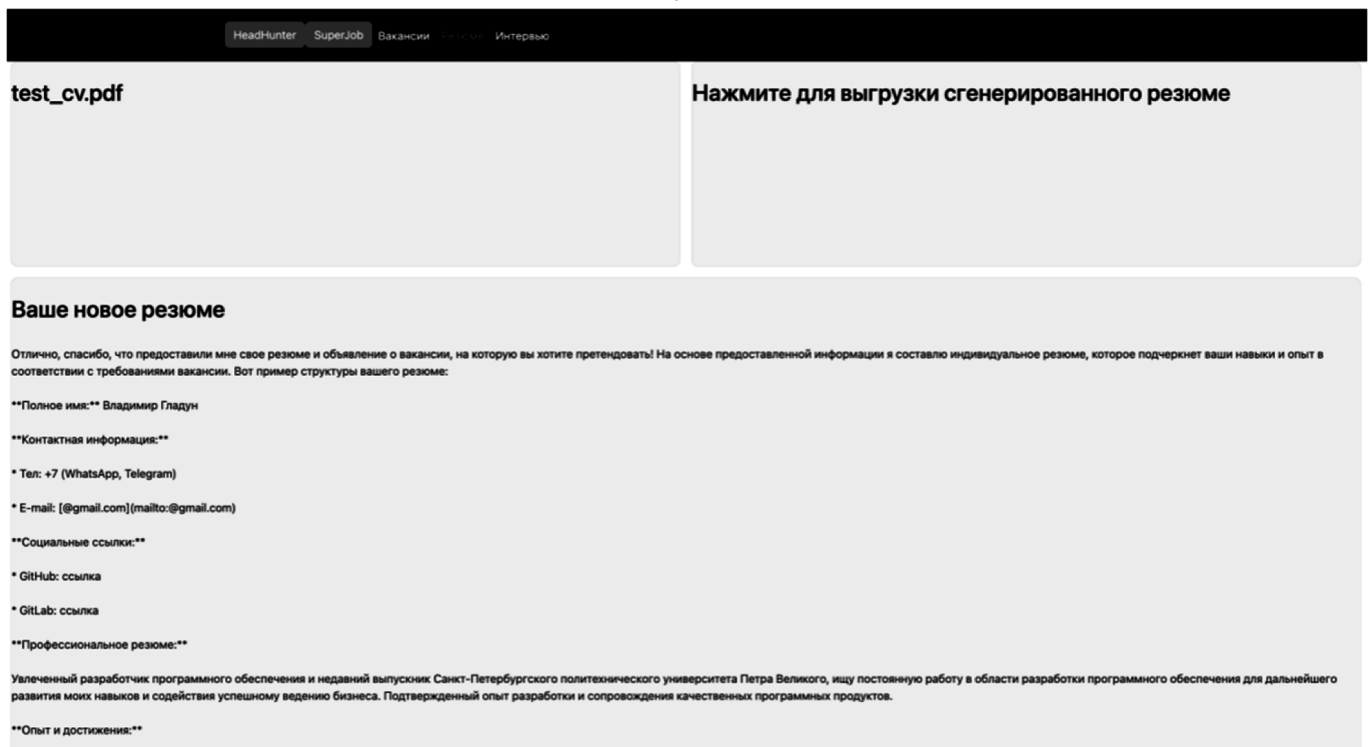 HeadHunter SuperJob Вакансии Резюме Интервью
test_cv.pdf
Нажмите для выгрузки сгенерированного резюме
Ваше новое резюме
Отлично, спасибо, что предоставили мне свое резюме и объявление о вакансии, на которую вы хотите претендовать! На основе предоставленной информации я составлю индивидуальное резюме, которое подчеркнет ваши навыки и опыт в
соответствии с требованиями вакансии. Вот пример структуры вашего резюме:
**Полное имя:** Владимир Гладун
**Контактная информация:**
* Тел: +7 (WhatsApp, Telegram)
* E-mail: [@gmail.com](mailto:@gmail.com)
**Социальные ссылки:**
* GitHub: ссылка
* GitLab: ссылка
**Профессиональное резюме:**
Увлеченный разработчик программного обеспечения и недавний выпускник Санкт-Петербургского политехнического университета Петра Великого, ищу постоянную работу в области разработки программного обеспечения для дальнейшего
развития моих навыков и содействия успешному ведению бизнеса. Подтвержденный опыт разработки и сопровождения качественных программных продуктов.
**Опыт и достижения:**